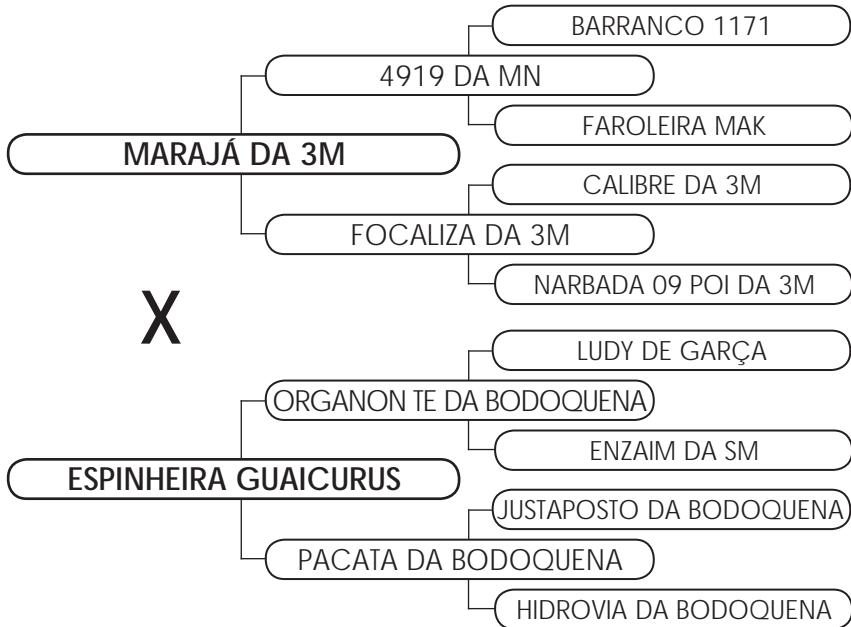 BARRANCO 1171
4919 DA MN
FAROLEIRA MAK
MARAJÁ DA 3M
CALIBRE DA 3M
FOCALIZA DA 3M
NARBADA 09 POI DA 3M
X
LUDY DE GARÇA
ORGANON TE DA BODOQUENA
ENZAIM DA SM
ESPINHEIRA GUAICURUS
JUSTAPOSTO DA BODOQUENA
PACATA DA BODOQUENA
HIDROVIA DA BODOQUENA